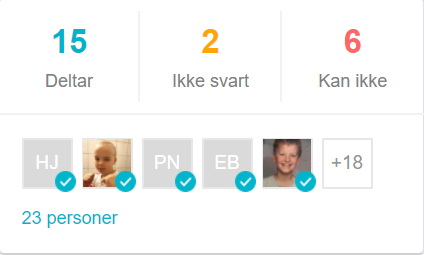 15 2 6
Deltar Ikke svart Kan ikke
HJ PN EB +18
23 personer